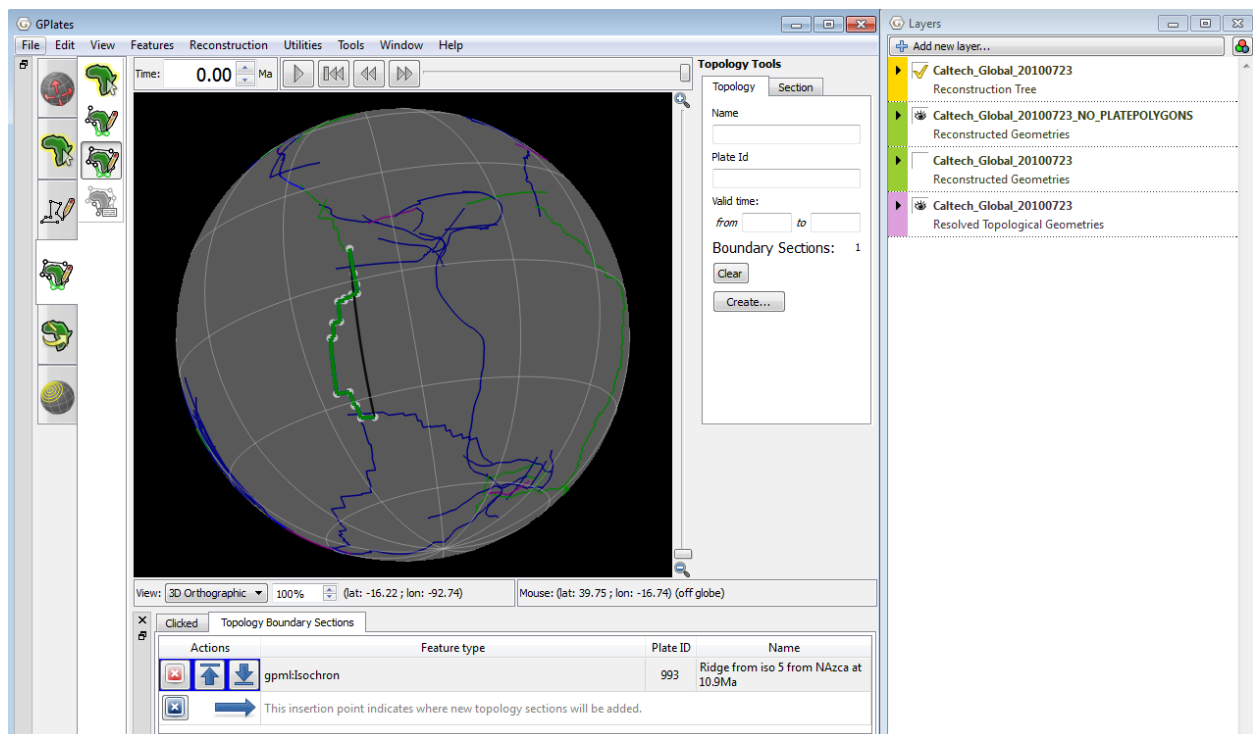 GPlates
File Edit View Features Reconstruction Utilities Tools Window Help
Time: 0.00 Ma
Topology Tools
Topology Section
Name
Plate Id
Valid time:
from to
Boundary Sections: 1
Clear
Create...
View: 3D Orthographic 100% (lat: -16.22 ; lon: -92.74) Mouse: (lat: 39.75 ; lon: -16.74) (off globe)
Clicked Topology Boundary Sections
Actions Feature type Plate ID Name
gpml:Isochron 993 Ridge from iso 5 from NAzca at
10.9Ma
This insertion point indicates where new topology sections will be added.
Layers
Add new layer...
Caltech_Global_20100723
Reconstruction Tree
Caltech_Global_20100723_NO_PLATEPOLYGONS
Reconstructed Geometries
Caltech_Global_20100723
Reconstructed Geometries
Caltech_Global_20100723
Resolved Topological Geometries